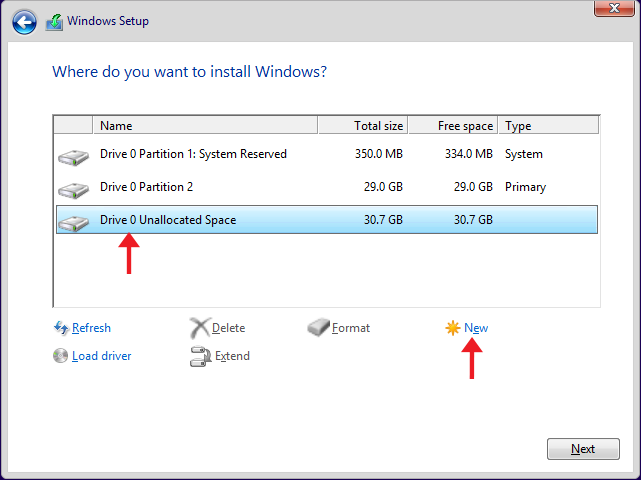 Windows Setup
Where do you want to install Windows?
Name Total size Free space Type
Drive 0 Partition 1: System Reserved 350.0 MB 334.0 MB System
Drive 0 Partition 2 29.0 GB 29.0 GB Primary
Drive 0 Unallocated Space 30.7 GB 30.7 GB
Refresh Delete Format New
Load driver Extend
Next